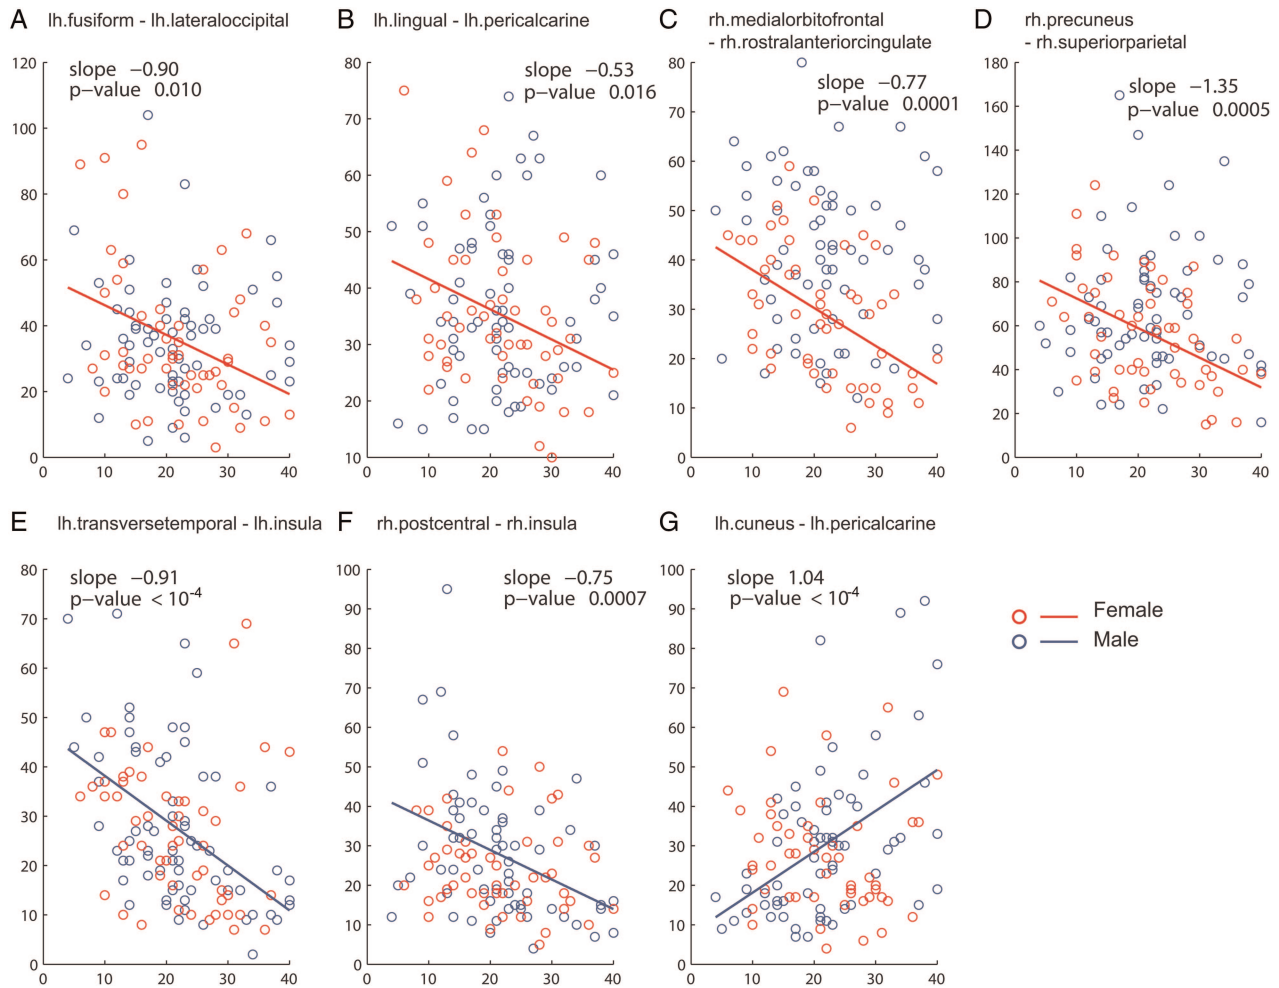 A lh.fusiform - lh.lateraloccipital
slope −0.90
p−value 0.010
120
100
80
60
40
20
0
0 10 20 30 40
B lh.lingual - lh.pericalcarine
slope −0.53
p−value 0.016
80
70
60
50
40
30
20
10
0 10 20 30 40
C rh.medialorbitofrontal
- rh.rostralanteriorcingulate
slope −0.77
p−value 0.0001
80
70
60
50
40
30
20
10
0
0 10 20 30 40
D rh.precuneus
- rh.superiorparietal
slope −1.35
p−value 0.0005
180
160
140
120
100
80
60
40
20
0
0 10 20 30 40
E lh.transversetemporal - lh.insula
slope −0.91
p−value < 10-4
80
70
60
50
40
30
20
10
0
0 10 20 30 40
F rh.postcentral - rh.insula
slope −0.75
p−value 0.0007
100
90
80
70
60
50
40
30
20
10
0
0 10 20 30 40
G lh.cuneus - lh.pericalcarine
slope 1.04
p−value < 10-4
100
90
80
70
60
50
40
30
20
10
0
0 10 20 30 40
Female
Male